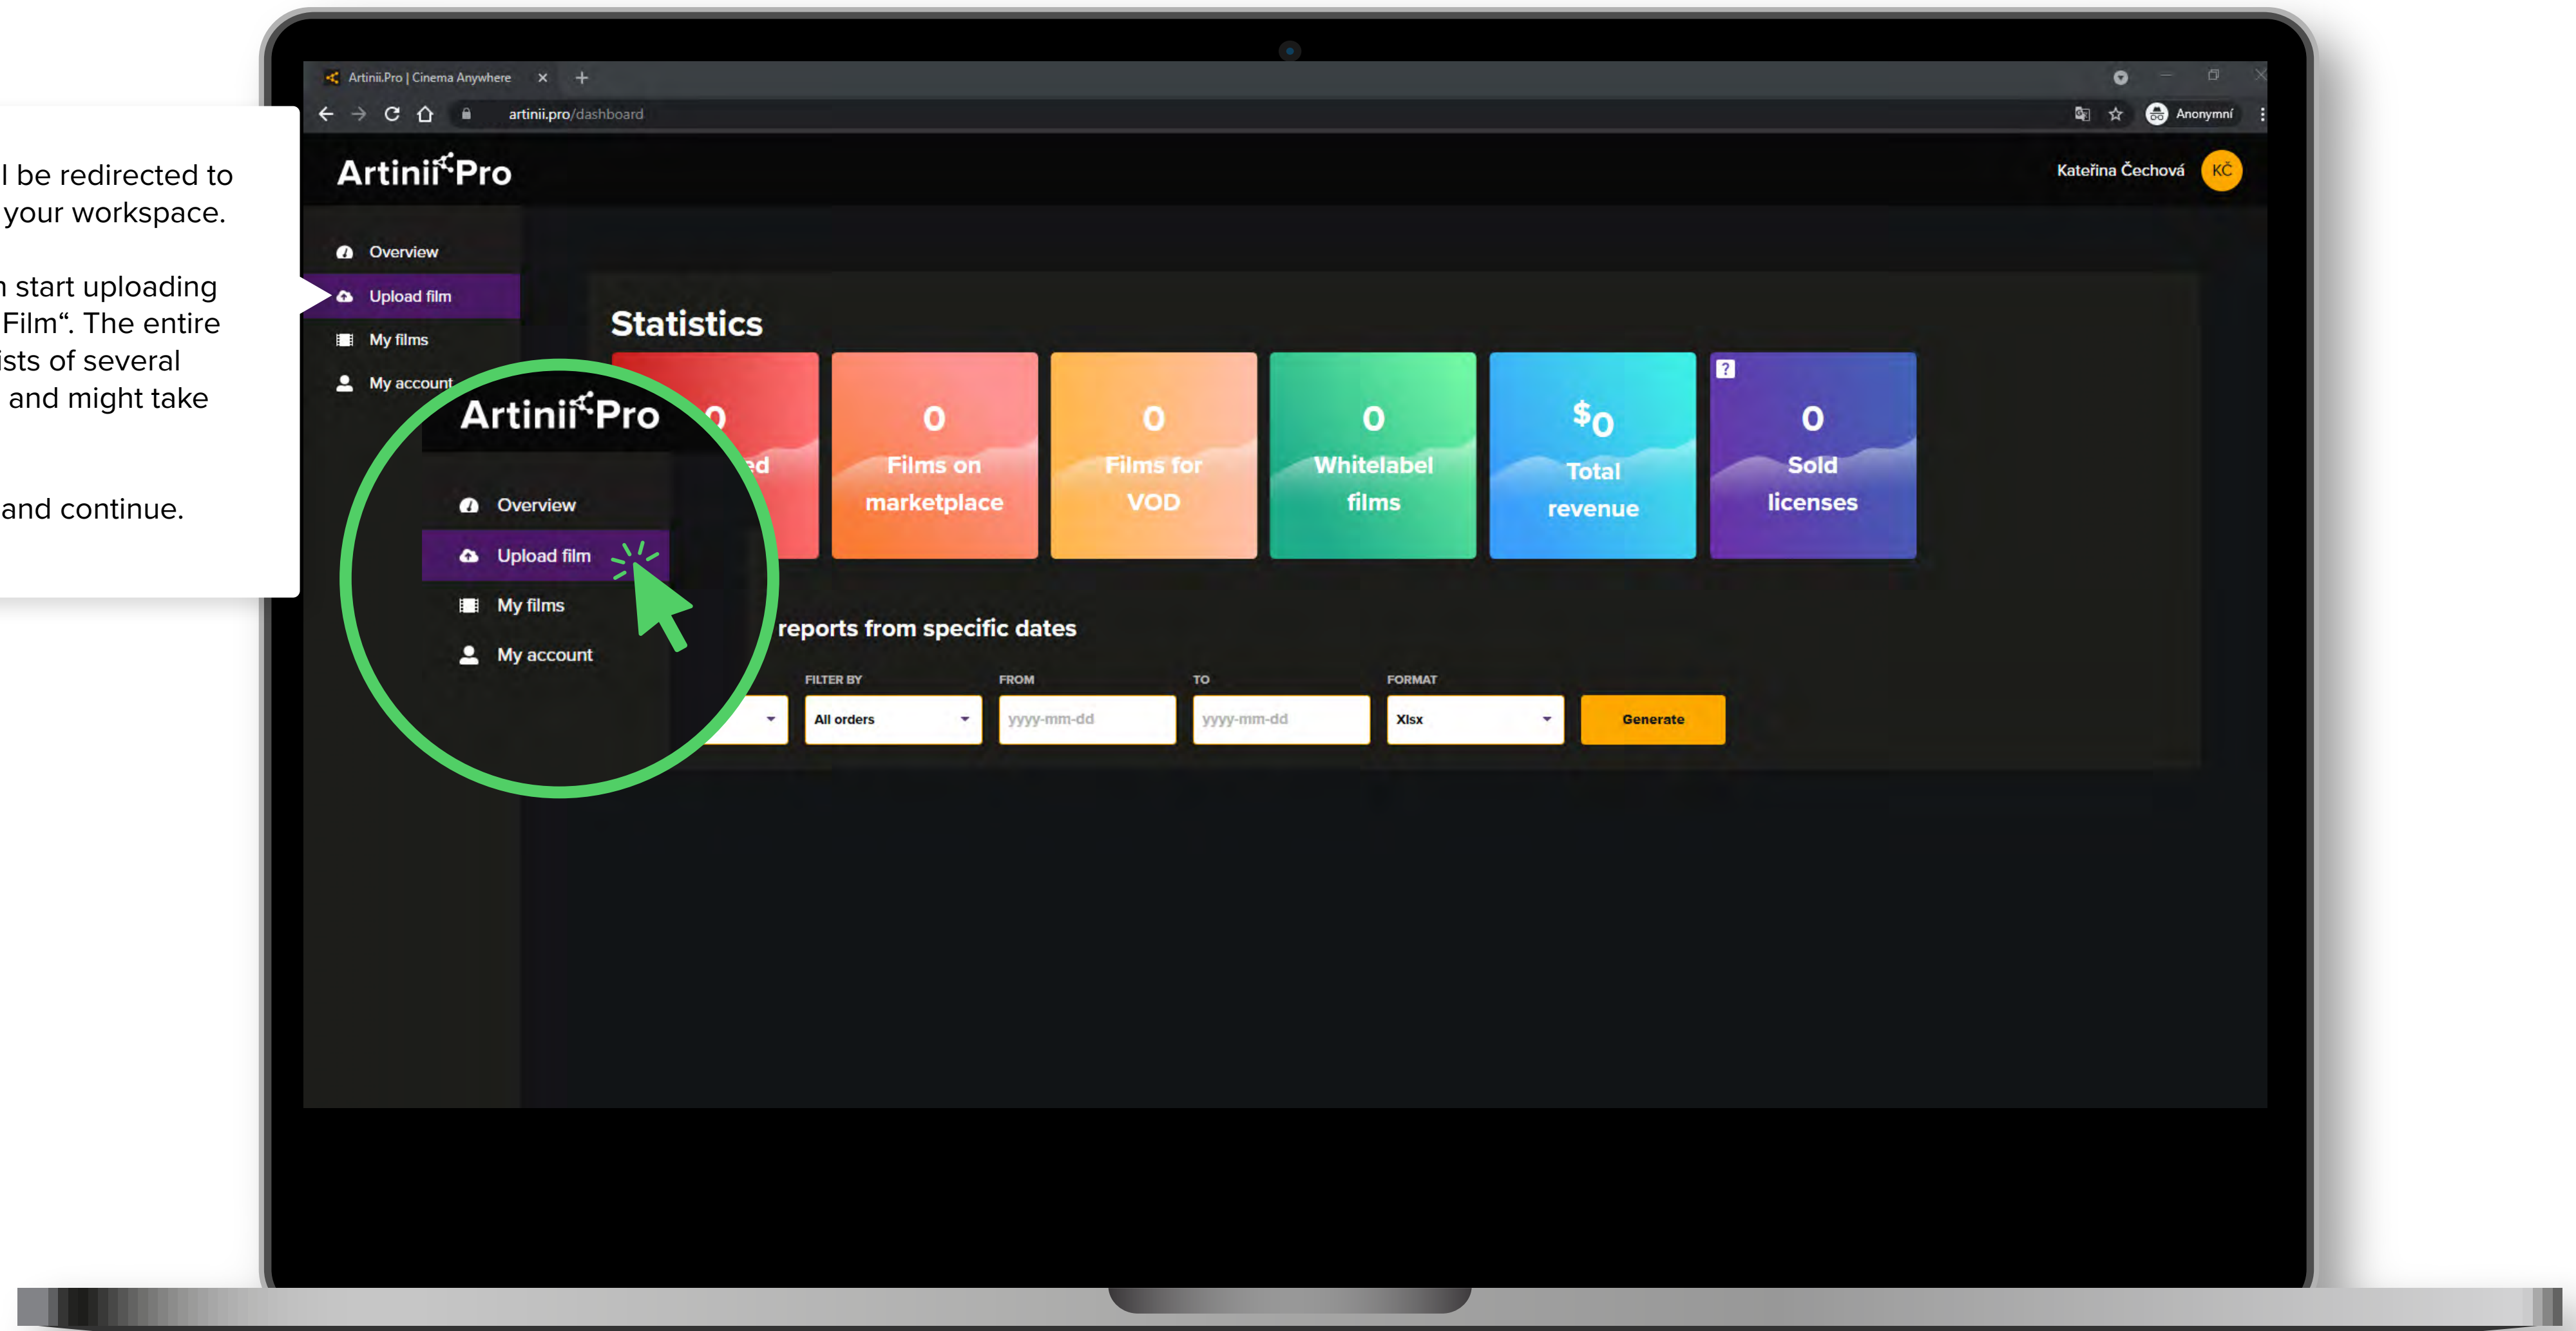 Artinii.Pro | Cinema Anywhere
artinii.pro/dashboard
Anonymní
Artinii Pro
Kateřina Čechová KČ
be redirected to
your workspace.
start uploading
Film“. The entire
of several
and might take
and continue.
Overview
Upload film
My films
My account
Statistics
0
Films on
marketplace
0
Films for
VOD
0
Whitelabel
films
$0
Total
revenue
?
0
Sold
licenses
Artinii Pro
Overview
Upload film
My films
My account
reports from specific dates
FILTER BY
All orders
FROM
yyyy-mm-dd
TO
yyyy-mm-dd
FORMAT
Xlsx
Generate